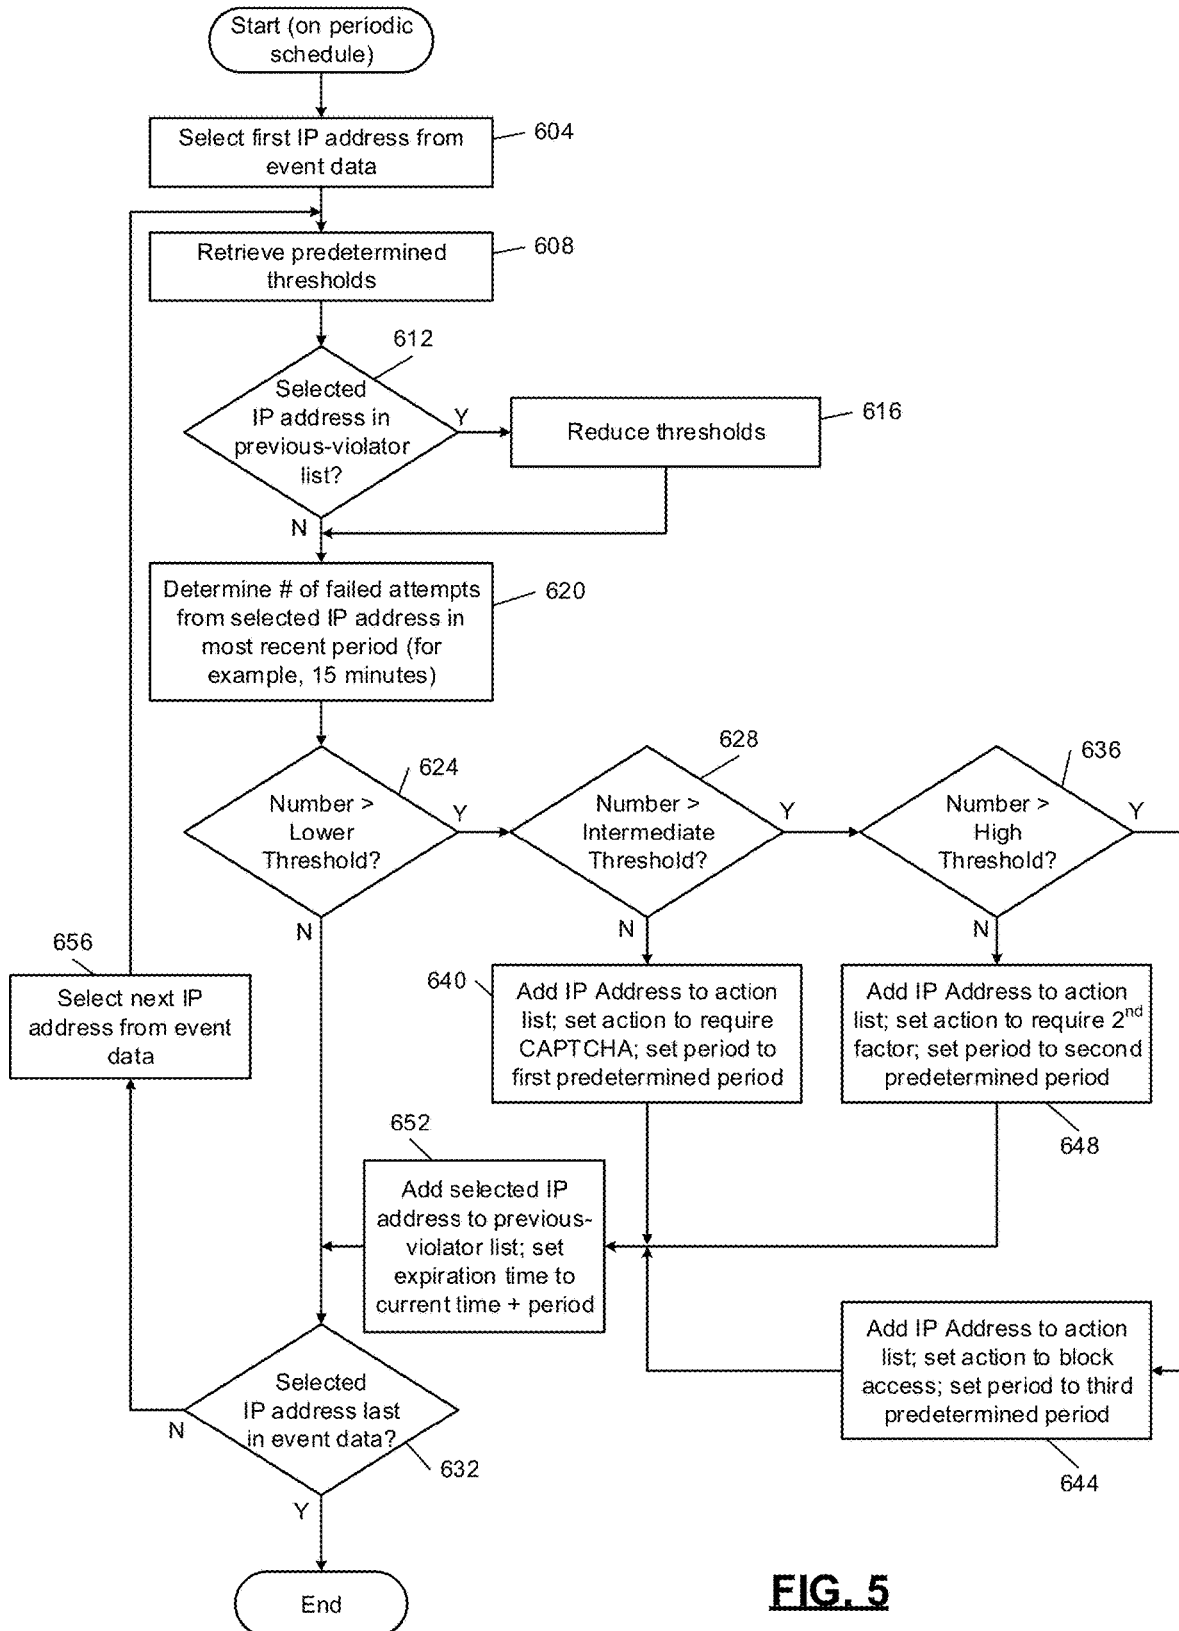 Start (on periodic
schedule)
Select first IP address from
event data
604
Retrieve predetermined
thresholds
608
612
Selected
IP address in
previous-violator
list?
Y
N
Reduce thresholds
616
Determine # of failed attempts
from selected IP address in
most recent period (for
example, 15 minutes)
620
Number >
Lower
Threshold?
624
Y
N
Number >
Intermediate
Threshold?
628
Y
N
Number >
High
Threshold?
636
Y
N
656
Select next IP
address from event
data
640
Add IP Address to action
list; set action to require
CAPTCHA; set period to
first predetermined period
Add IP Address to action
list; set action to require 2nd
factor; set period to second
predetermined period
648
652
Add selected IP
address to previous-
violator list; set
expiration time to
current time + period
Add IP Address to action
list; set action to block
access; set period to third
predetermined period
644
Selected
IP address last
in event data?
N
632
Y
End
FIG. 5